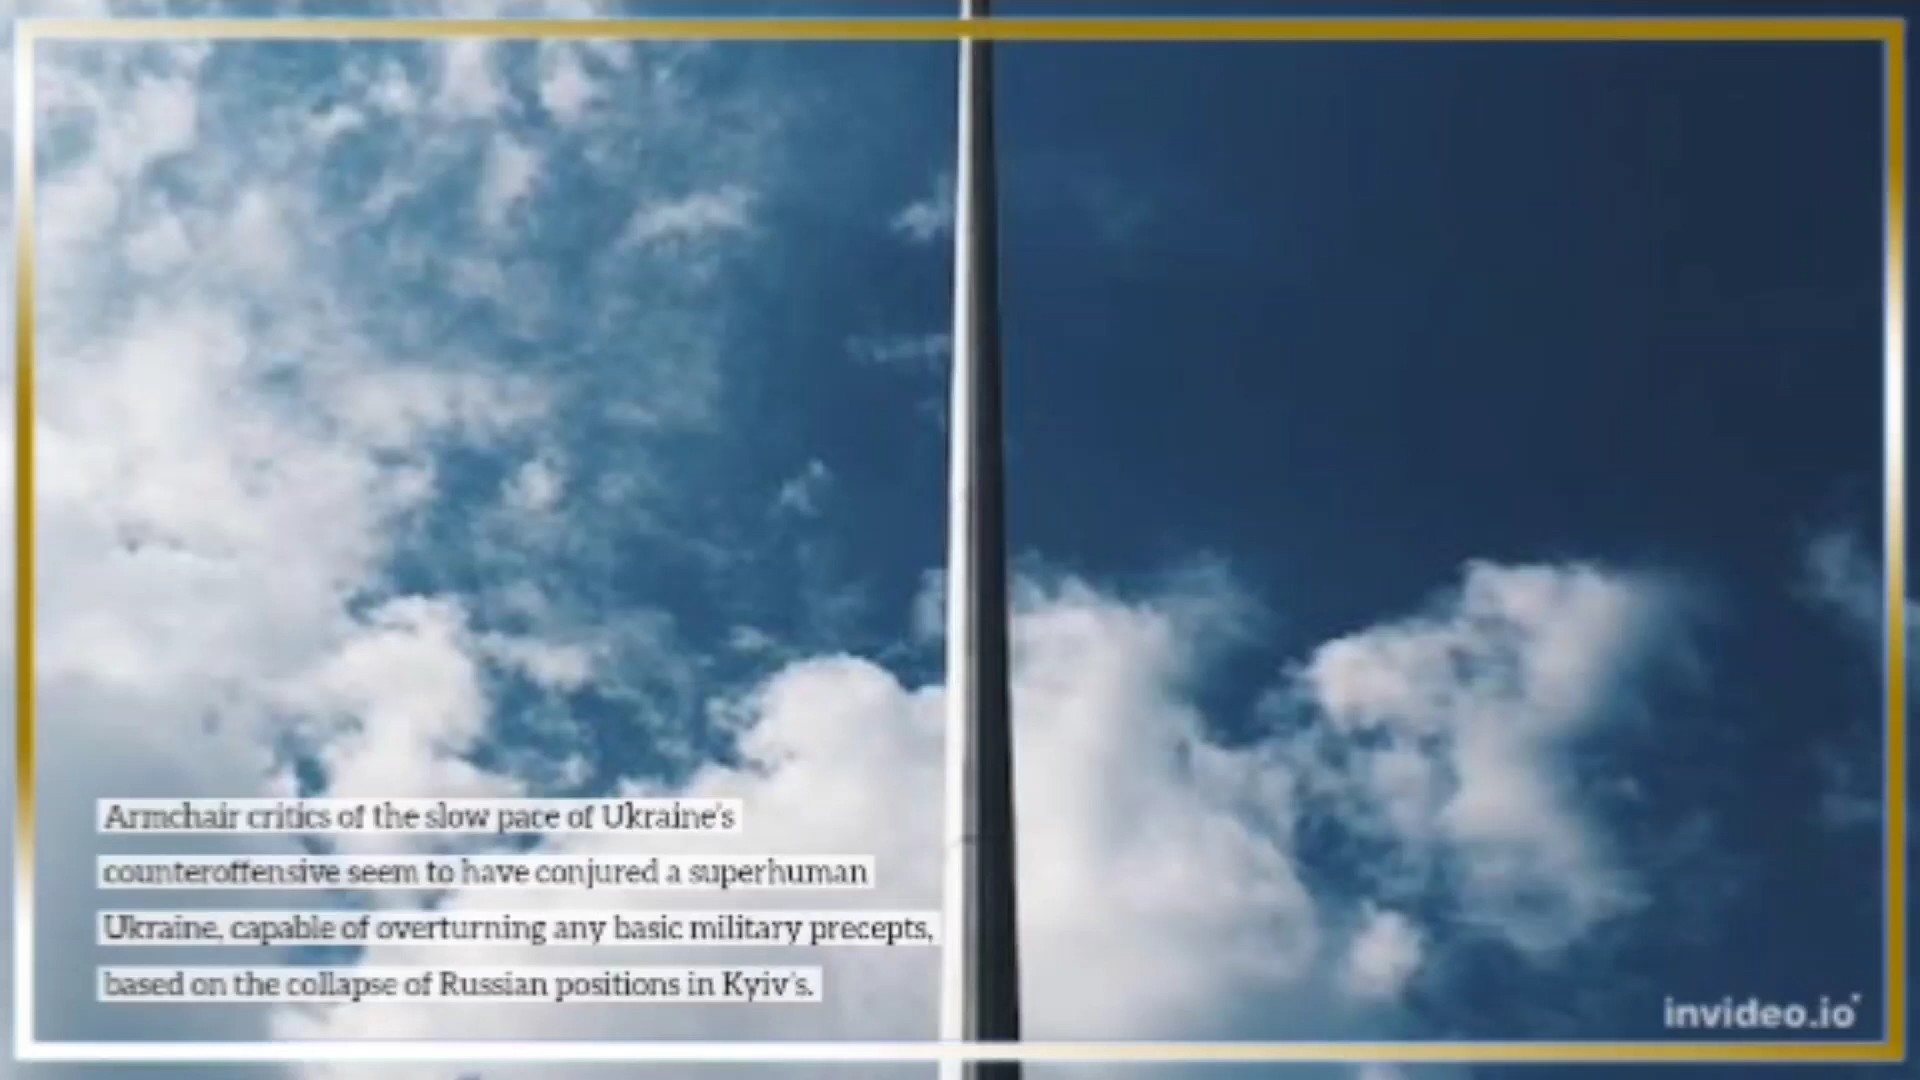 Armchair critics of the slow pace of Ukraine's
counteroffensive seem to have conjured a superhuman
Ukraine, capable of overturning any basic military precepts,
based on the collapse of Russian positions in Kyiv's.
invideo.io